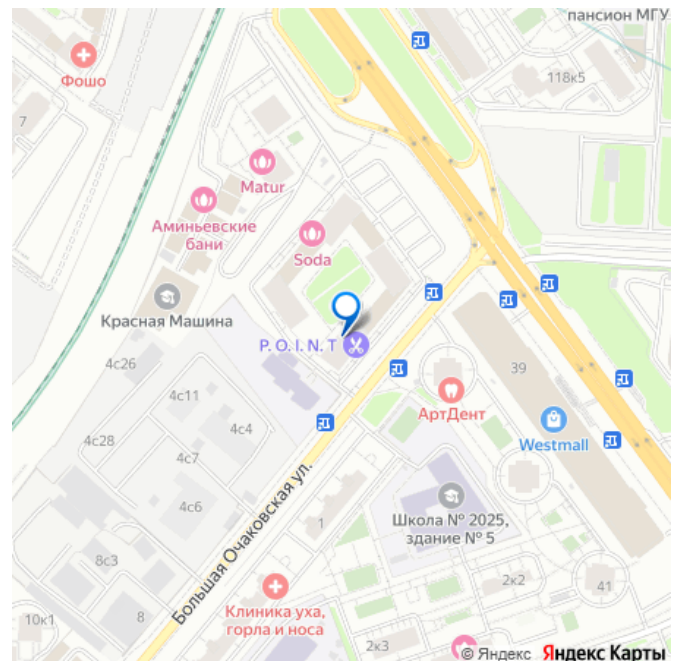 пансион МГУ
Фошо
118к5
7
Matur
Аминьевские
бани
Soda
Красная Машина
P. O. I. N. T
4с26
39
4с11
АртДент
4с4
Westmall
4с28
4с7
4с6
Большая Очаковская ул.
Школа № 2025,
здание № 5
1
8с3
2к2
41
Клиника уха,
горла и носа
10к1
8
2к3
© Яндекс Яндекс Карты